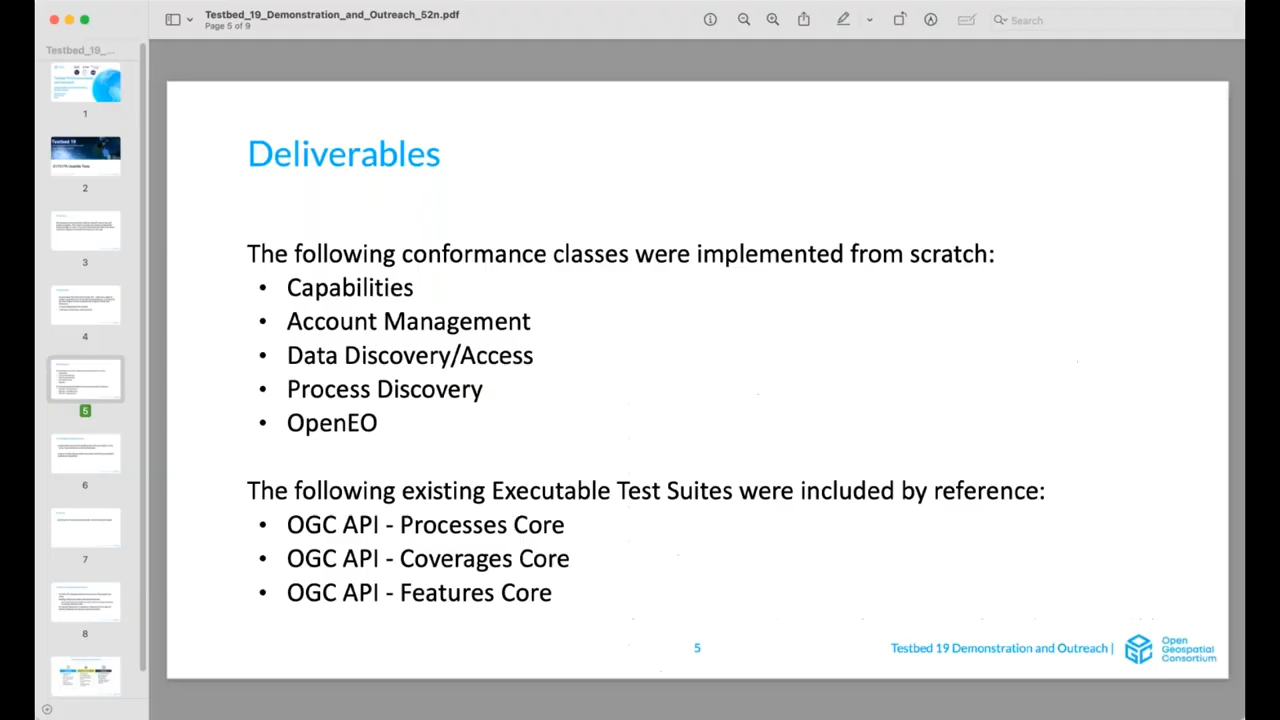 Testbed_19_Demonstration_and_Outreach_52n.pdf
Page 5 of 9
Search
Testbed_19_...
1
2
3
4
5
6
7
8
Deliverables
The following conformance classes were implemented from scratch:
• Capabilities
• Account Management
• Data Discovery/Access
• Process Discovery
• OpenEO
The following existing Executable Test Suites were included by reference:
• OGC API - Processes Core
• OGC API - Coverages Core
• OGC API - Features Core
5
Testbed 19 Demonstration and Outreach |
Open
Geospatial
Consortium